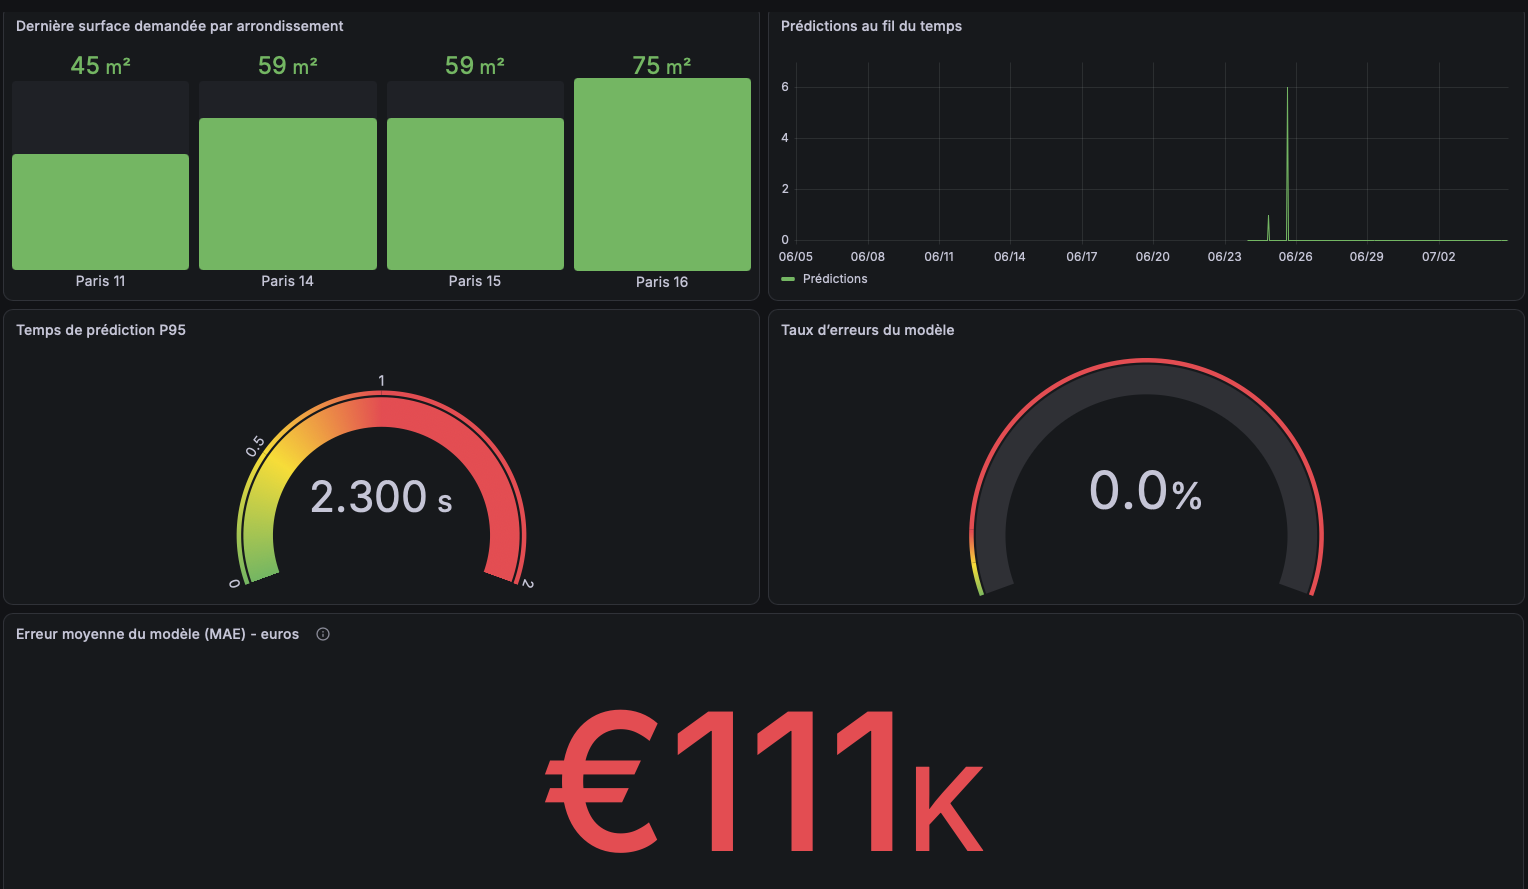 Dernière surface demandée par arrondissement
45 m²
59 m²
59 m²
75 m²
Paris 11
Paris 14
Paris 15
Paris 16
Prédictions au fil du temps
6
4
2
0
06/05
06/08
06/11
06/14
06/17
06/20
06/23
06/26
06/29
07/02
Prédictions
Temps de prédiction P95
0
0.5
1
2
2.300 s
Taux d’erreurs du modèle
0.0%
Erreur moyenne du modèle (MAE) - euros
€111K